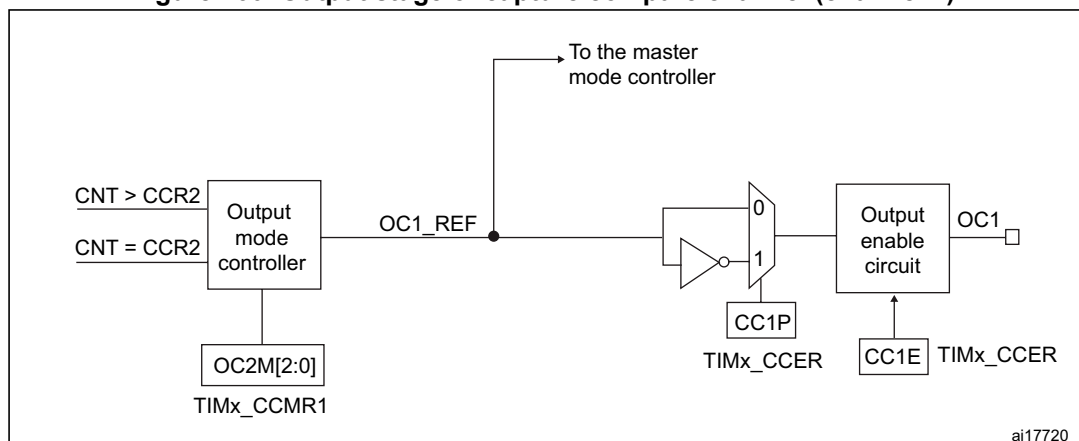 To the master
mode controller
CNT > CCR2
CNT = CCR2
Output
mode
controller
OC1_REF
0
1
Output
enable
circuit
OC1
CC1P
TIMx_CCER
CC1E
TIMx_CCER
OC2M[2:0]
TIMx_CCMR1
ai17720